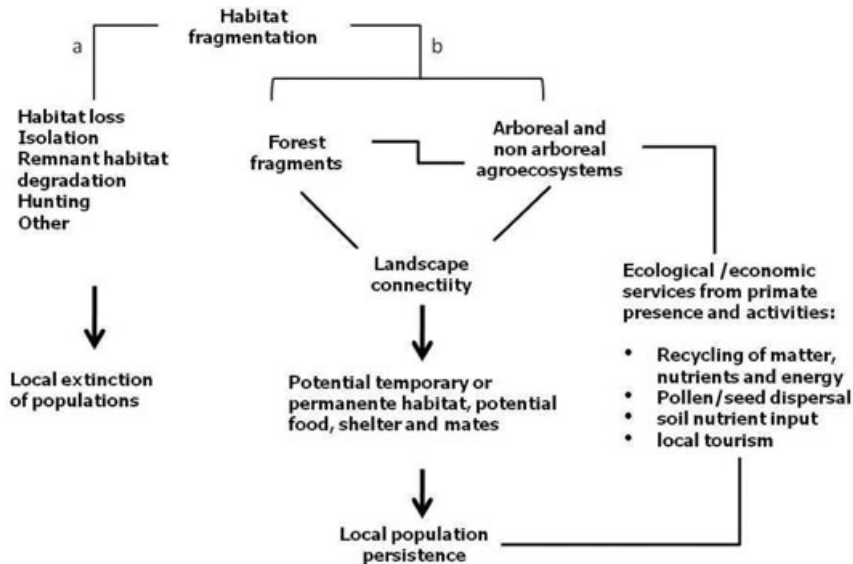 Habitat
fragmentation
a
b
Habitat loss
Isolation
Remnant habitat
degradation
Hunting
Other
Forest
fragments
Arboreal and
non arboreal
agroecosystems
Landscape
connectiity
Ecological /economic
services from primate
presence and activities:
• Recycling of matter,
nutrients and energy
• Pollen/seed dispersal
• soil nutrient input
• local tourism
Local extinction
of populations
Potential temporary or
permanente habitat, potential
food, shelter and mates
Local population
persistence